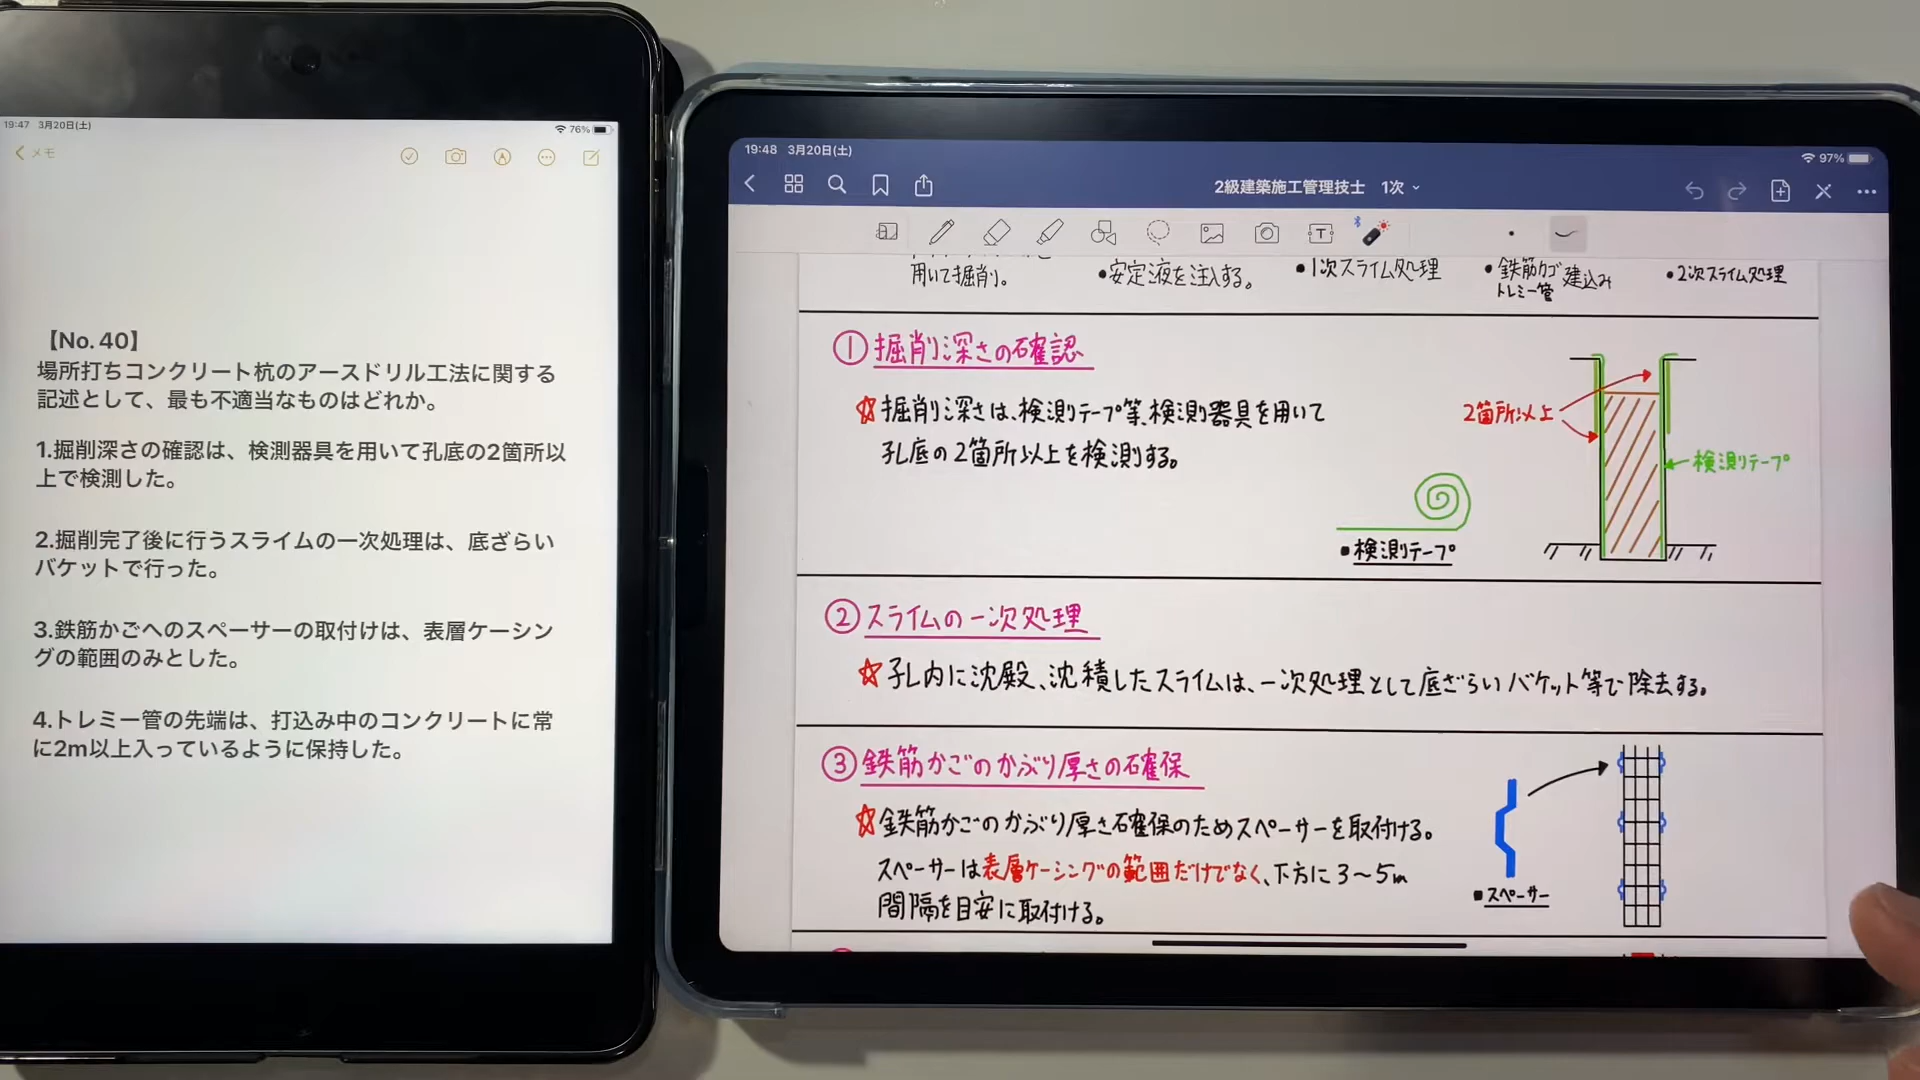 19:47 3月20日(土)
76%
メモ
【No. 40】
場所打ちコンクリート杭のアースドリル工法に関する
記述として、最も不適当なものはどれか。
1.掘削深さの確認は、検測器具を用いて孔底の2箇所以
上で検測した。
2.掘削完了後に行うスライムの一次処理は、底ざらい
バケットで行った。
3.鉄筋かごへのスペーサーの取付けは、表層ケーシン
グの範囲のみとした。
4.トレミー管の先端は、打込み中のコンクリートに常
に2m以上入っているように保持した。
19:48 3月20日(土)
97%
2級建築施工管理技士 1次
用いて掘削。
•安定液を注入する。
•1次スライム処理
•鉄筋カゴ 建込み
トレミー管
•2次スライム処理
①掘削深さの確認
☆掘削深さは、検測テープ等、検測器具を用いて
孔底の2箇所以上を検測する。
2箇所以上
検測テープ
▪検測テープ
②スライムの一次処理
☆孔内に沈殿、沈積したスライムは、一次処理として底ざらいバケット等で除去する。
③鉄筋かごのかぶり厚さの確保
☆鉄筋かごのかぶり厚さ確保のためスペーサーを取付ける。
スペーサーは表層ケーシングの範囲だけでなく、下方に3〜5m
間隔を目安に取付ける。
▪スペーサー